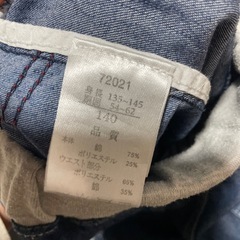 72021
身長 135~145
胴囲 54~62
140
品質
本体
綿 75%
ポリエステル 25%
ウエスト部分
ポリエステル 65%
綿 35%